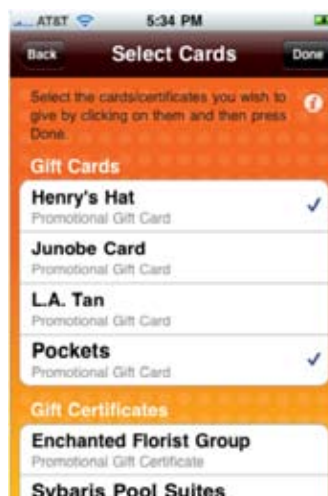 AT&T 5:34 PM
Back Select Cards Done
Select the cards/certificates you wish to
give by clicking on them and then press
Done.
Gift Cards
Henry's Hat
Promotional Gift Card
Junobe Card
Promotional Gift Card
L.A. Tan
Promotional Gift Card
Pockets
Promotional Gift Card
Gift Certificates
Enchanted Florist Group
Promotional Gift Certificate
Sybaris Pool Suites